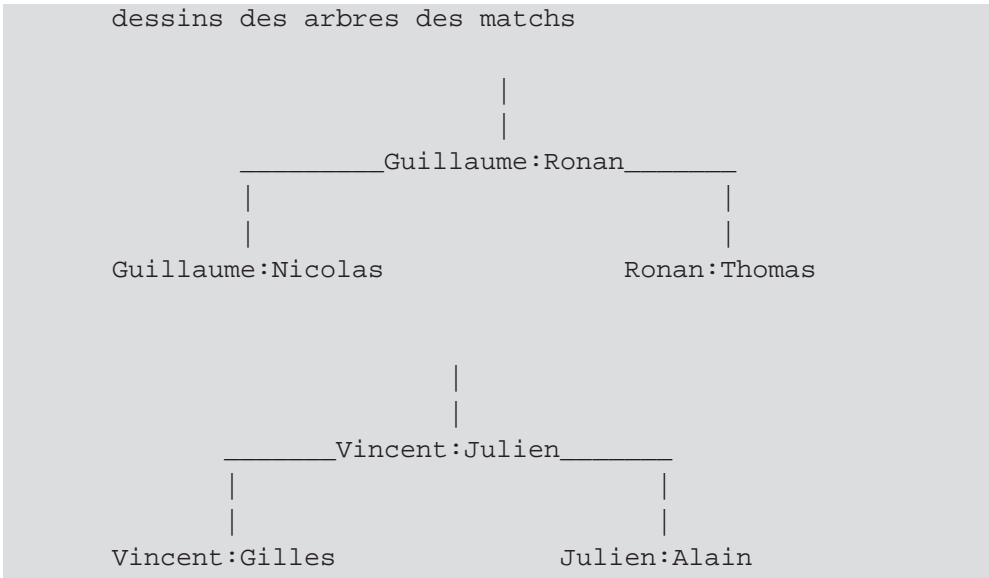 dessins des arbres des matchs
|
|
_________Guillaume:Ronan_______
| |
| |
Guillaume:Nicolas Ronan:Thomas
|
|
_______Vincent:Julien_______
| |
| |
Vincent:Gilles Julien:Alain